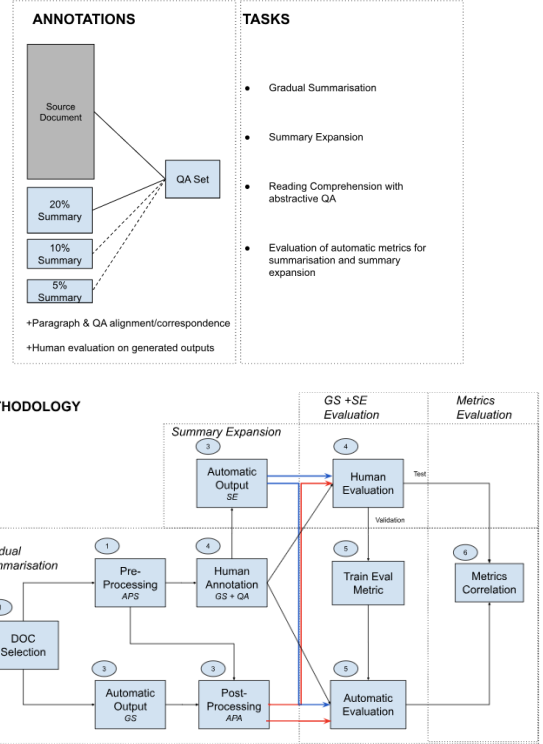 ANNOTATIONS
Source
Document
20%
Summary
10%
Summary
5%
Summary
QA Set
+Paragraph & QA alignment/correspondence
+Human evaluation on generated outputs
TASKS
● Gradual Summarisation
● Summary Expansion
● Reading Comprehension with
abstractive QA
● Evaluation of automatic metrics for
summarisation and summary
expansion
THODOLOGY
GS +SE
Evaluation
Metrics
Evaluation
Summary Expansion
3
Automatic
Output
SE
4
Human
Evaluation
Test
Validation
dual
mmarisation
1
Pre-
Processing
APS
4
Human
Annotation
GS + QA
5
Train Eval
Metric
6
Metrics
Correlation
DOC
Selection
3
Automatic
Output
GS
3
Post-
Processing
APA
5
Automatic
Evaluation